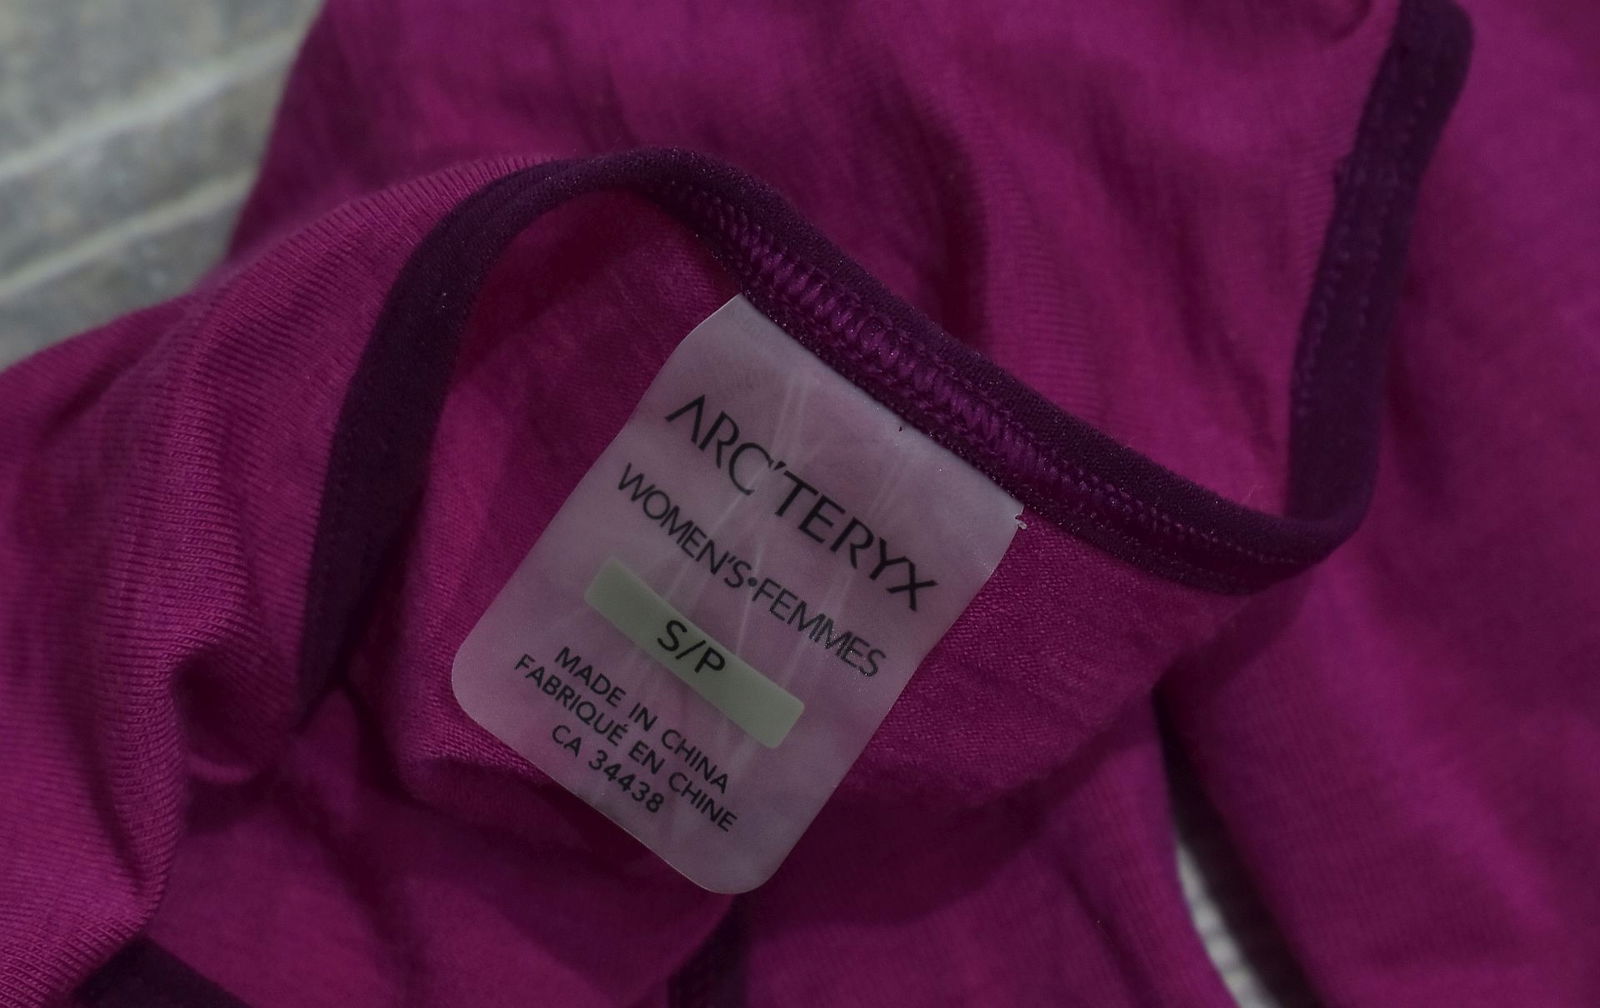 ARC'TERYX
WOMEN'S•FEMMES
S/P
MADE IN CHINA
FABRIQUÉ EN CHINE
CA 34438